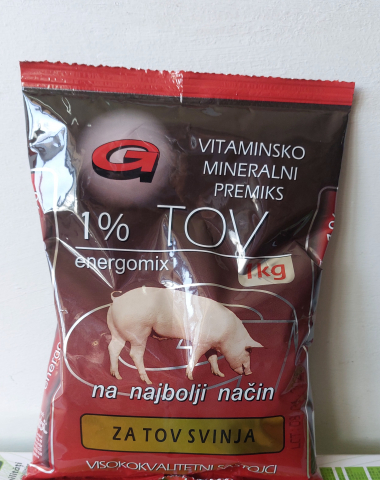 G
VITAMINSKO
MINERALNI
PREMIKS
1% TOV
energomix
1kg
na najbolji način
ZA TOV SVINJA
VISOKOKVALITETNI SASTOJCI